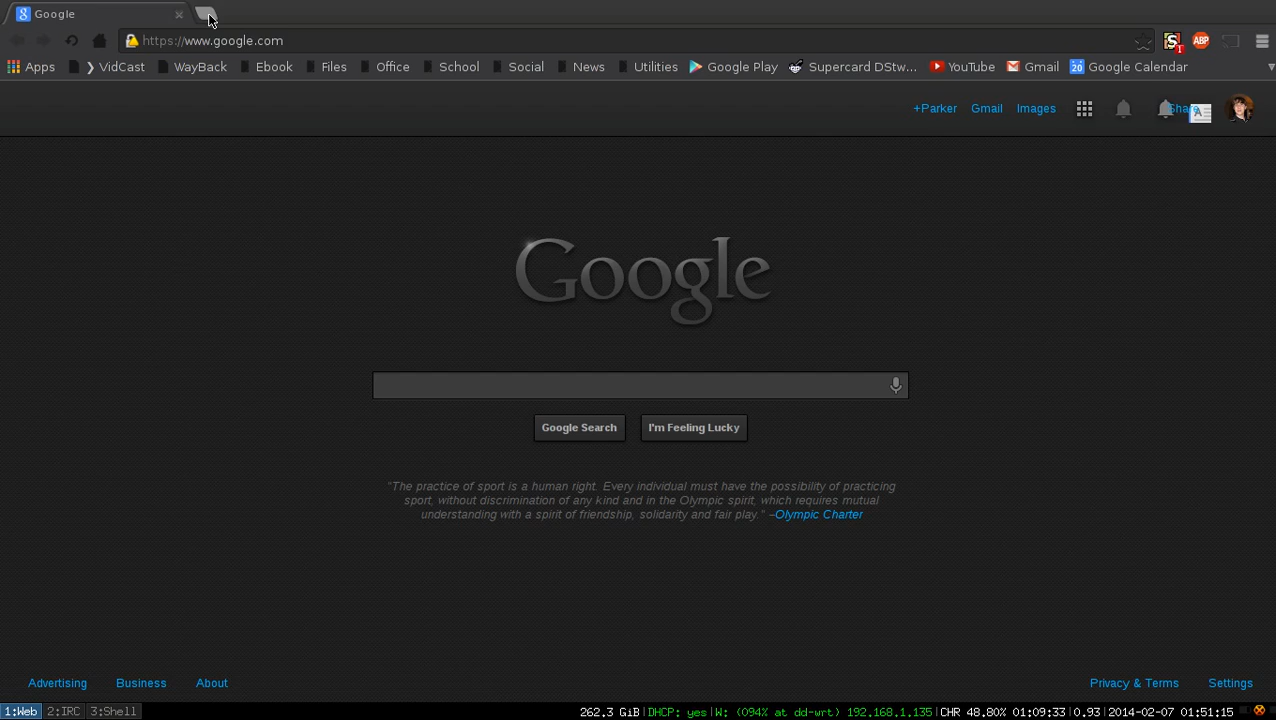 Google
https://www.google.com
Apps ❯ VidCast WayBack Ebook Files Office School Social News Utilities Google Play Supercard DStw... YouTube Gmail 20 Google Calendar
S T ABP
+Parker Gmail Images Share A
Google
Google Search I'm Feeling Lucky
"The practice of sport is a human right. Every individual must have the possibility of practicing
sport, without discrimination of any kind and in the Olympic spirit, which requires mutual
understanding with a spirit of friendship, solidarity and fair play." –Olympic Charter
Advertising Business About Privacy & Terms Settings
1:Web 2:IRC 3:Shell 262.3 GiB|DHCP: yes|W: (094% at dd-wrt) 192.168.1.135|CHR 48.80% 01:09:33|0.93|2014-02-07 01:51:15